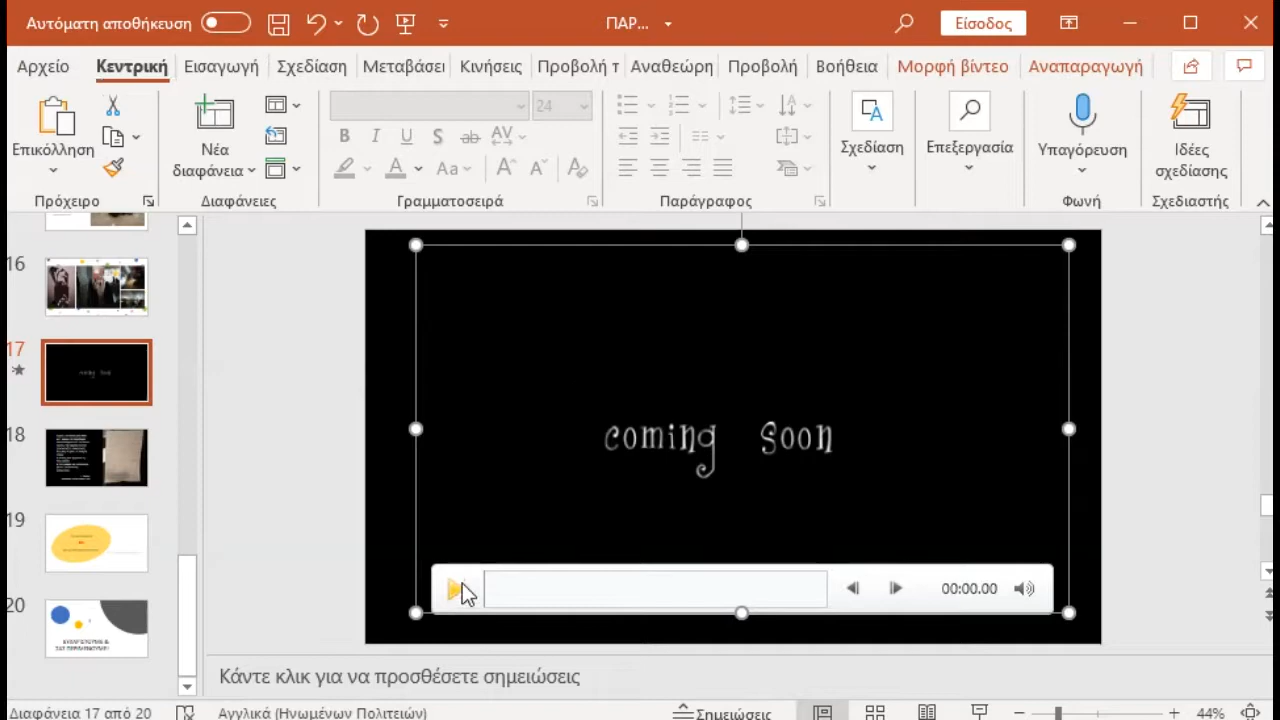 Αυτόματη αποθήκευση
ΠΑΡ...
Είσοδος
Αρχείο Κεντρική Εισαγωγή Σχεδίαση Μεταβάσει Κινήσεις Προβολή τ Αναθεώρη Προβολή Βοήθεια Μορφή βίντεο Αναπαραγωγή
Επικόλληση
Νέα
διαφάνεια
24
B I U S ab AV
A Aa A A A
Σχεδίαση
Επεξεργασία
Υπαγόρευση
Ιδέες
σχεδίασης
Πρόχειρο Διαφάνειες Γραμματοσειρά Παράγραφος Φωνή Σχεδιαστής
16
17
18
19
20
coming soon
00:00.00
Κάντε κλικ για να προσθέσετε σημειώσεις
Διαφάνεια 17 από 20 Αγγλικά (Ηνωμένων Πολιτειών) Σημειώσεις 44%